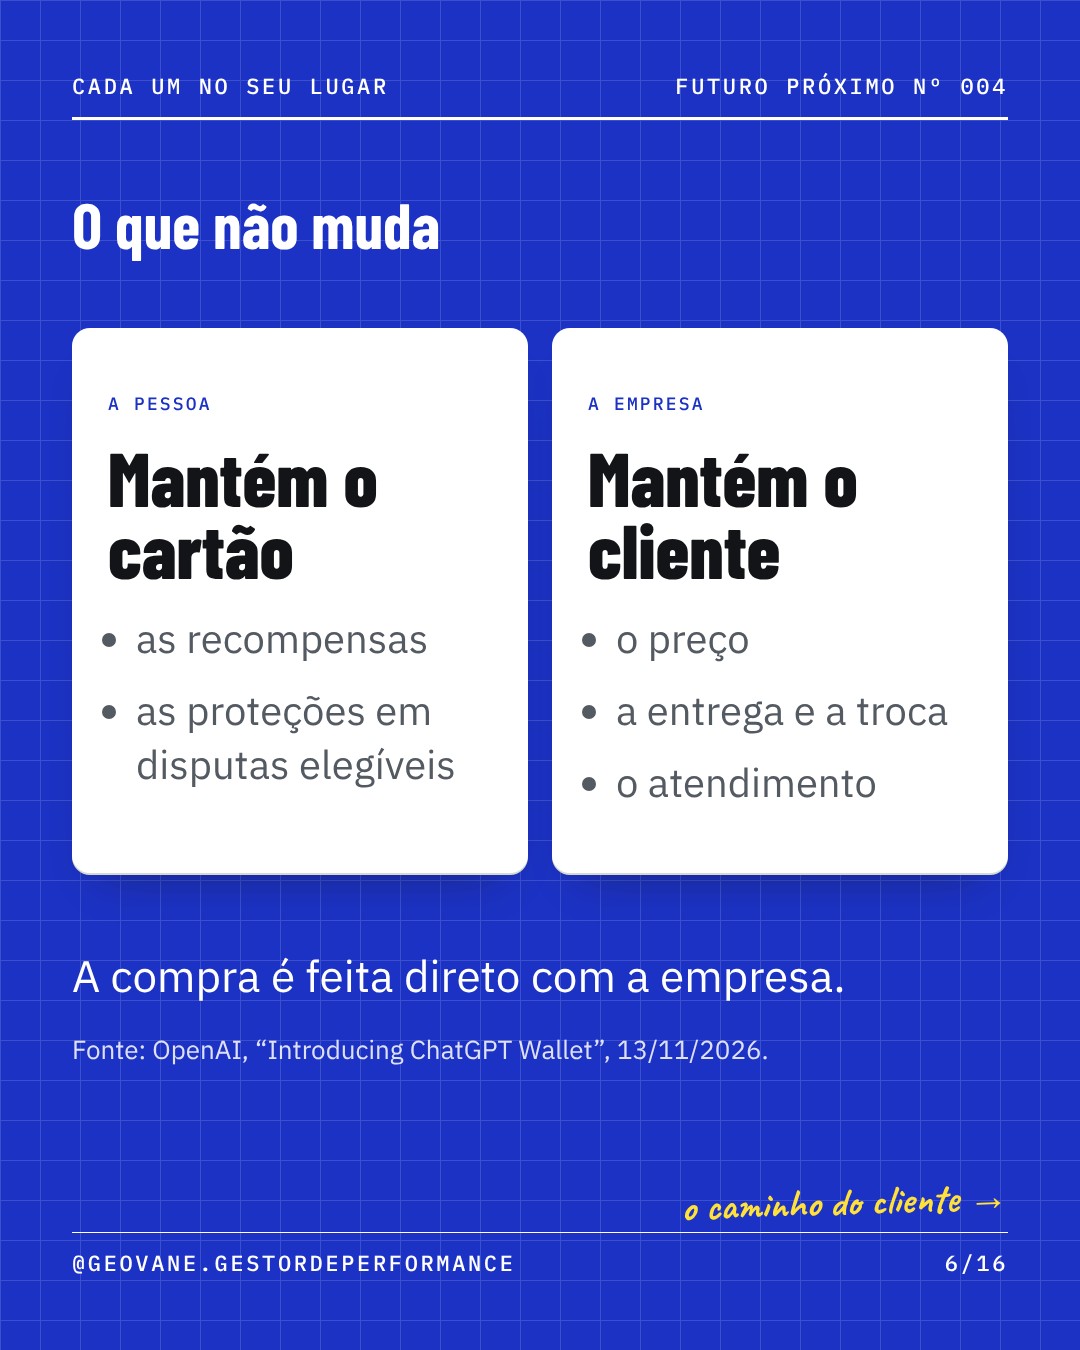 CADA UM NO SEU LUGAR
FUTURO PRÓXIMO Nº 004
O que não muda
A PESSOA
Mantém o
cartão
• as recompensas
• as proteções em
disputas elegíveis
A EMPRESA
Mantém o
cliente
• o preço
• a entrega e a troca
• o atendimento
A compra é feita direto com a empresa.
Fonte: OpenAI, “Introducing ChatGPT Wallet”, 13/11/2026.
o caminho do cliente →
@GEOVANE.GESTORDEPERFORMANCE
6/16